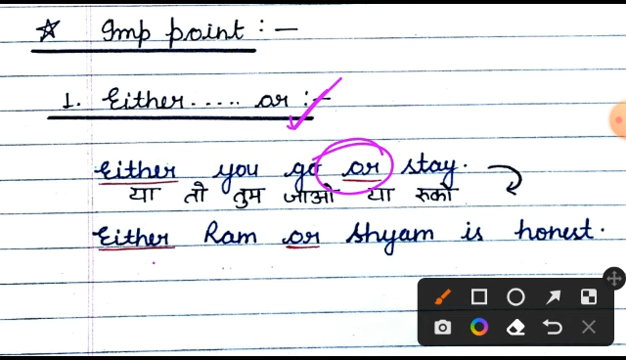 ☆ Imp point : -
1. Either ..... or :-
Either you go or stay.
या तो तुम जाओ या रुको
Either Ram or Shyam is honest.